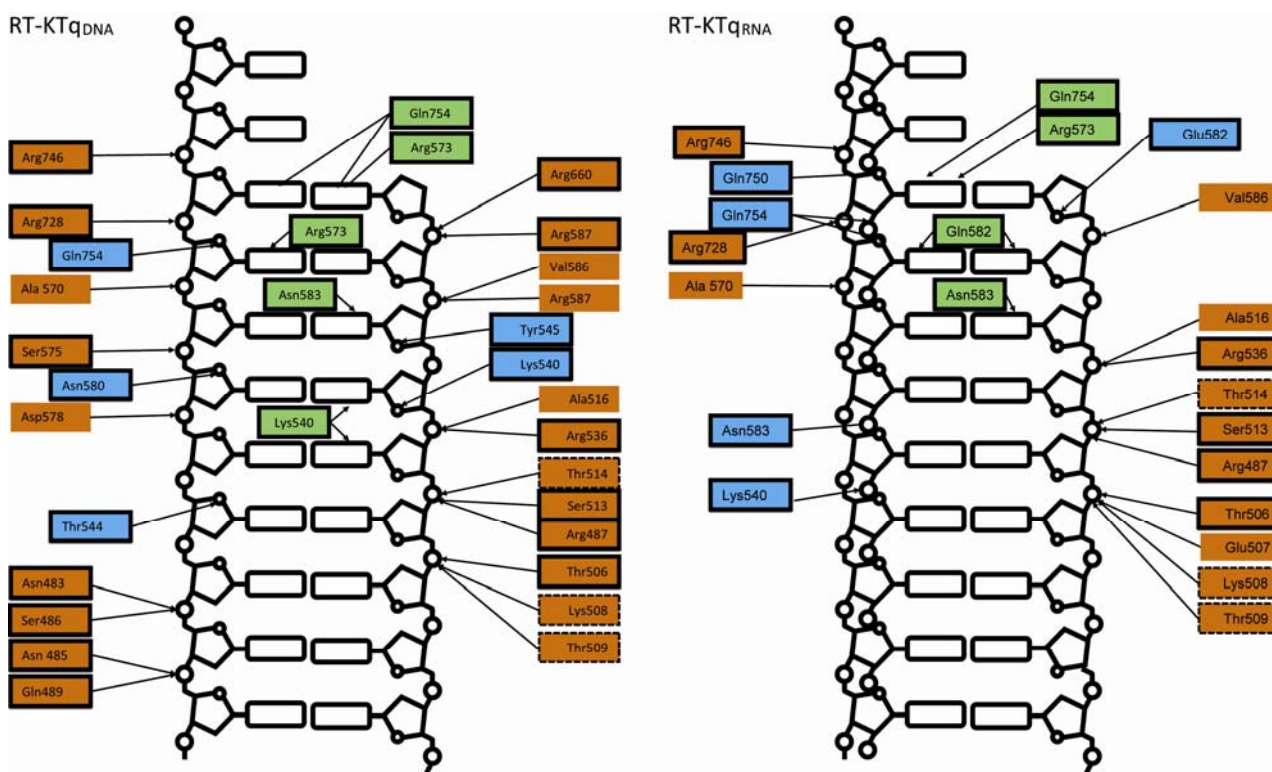 RT-KTqDNA
Gln754
Arg573
Arg746
Arg660
Arg728
Arg573
Arg587
Gln754
Val586
Ala 570
Asn583
Arg587
Tyr545
Ser575
Lys540
Asn580
Ala516
Asp578
Lys540
Arg536
Thr514
Ser513
Thr544
Arg487
Thr506
Asn483
Lys508
Ser486
Thr509
Asn 485
Gln489
RT-KTqRNA
Gln754
Arg573
Glu582
Arg746
Gln750
Val586
Gln754
Gln582
Arg728
Ala 570
Asn583
Ala516
Arg536
Thr514
Asn583
Ser513
Arg487
Lys540
Thr506
Glu507
Lys508
Thr509